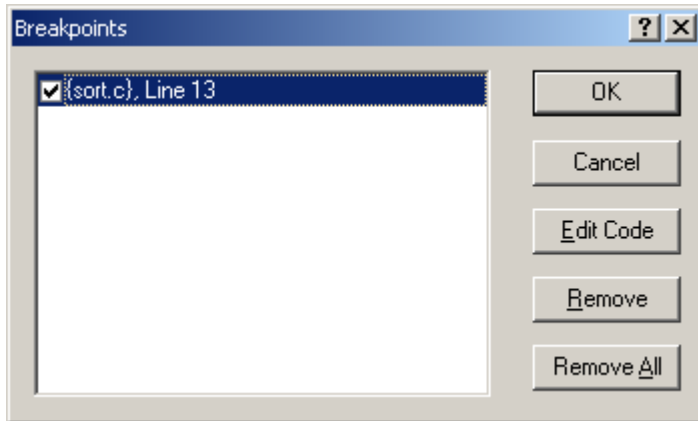 Breakpoints
{sort.c}, Line 13
OK
Cancel
Edit Code
Remove
Remove All